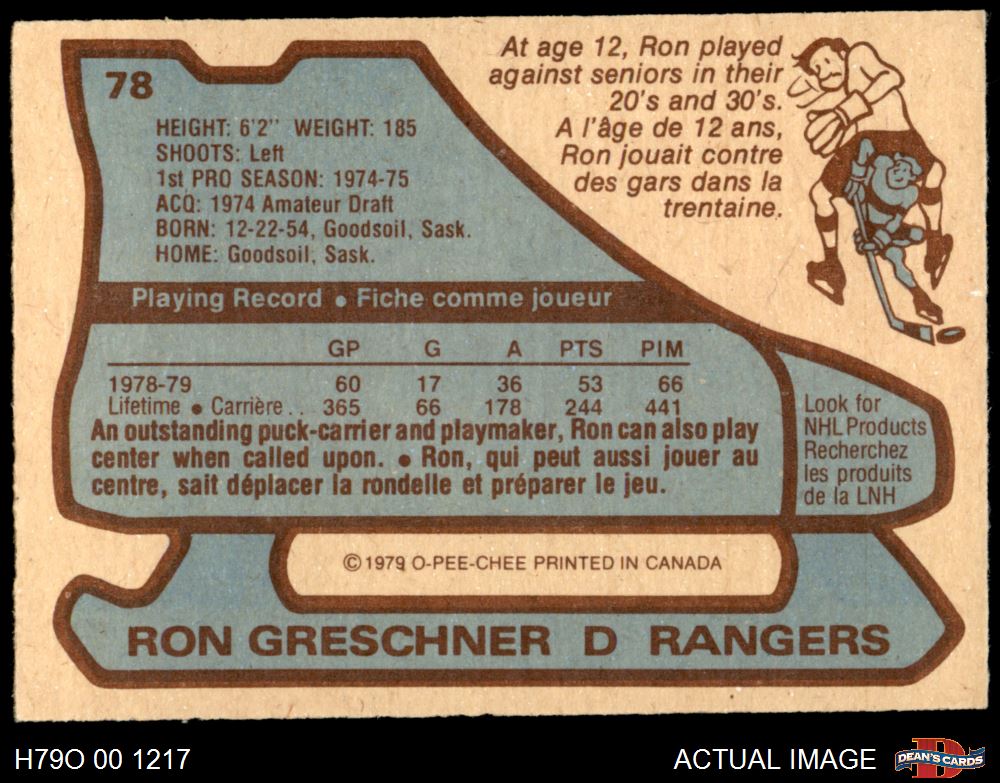 78
HEIGHT: 6'2" WEIGHT: 185
SHOOTS: Left
1st PRO SEASON: 1974-75
ACQ: 1974 Amateur Draft
BORN: 12-22-54, Goodsoil, Sask.
HOME: Goodsoil, Sask.
At age 12, Ron played
against seniors in their
20's and 30's.
A l'âge de 12 ans,
Ron jouait contre
des gars dans la
trentaine.
Playing Record • Fiche comme joueur
GP G A PTS PIM
1978-79 60 17 36 53 66
Lifetime • Carrière . . 365 66 178 244 441
An outstanding puck-carrier and playmaker, Ron can also play
center when called upon. • Ron, qui peut aussi jouer au
centre, sait déplacer la rondelle et préparer le jeu.
Look for
NHL Products
Recherchez
les produits
de la LNH
©1979 O-PEE-CHEE PRINTED IN CANADA
RON GRESCHNER D RANGERS
H79O 00 1217
ACTUAL IMAGE
D
DEAN'S CARDS